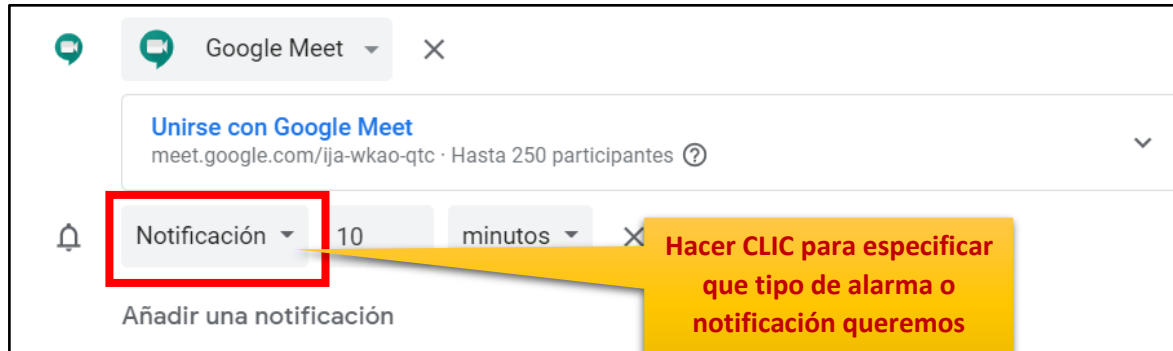 Google Meet
Unirse con Google Meet
meet.google.com/ija-wkao-qtc · Hasta 250 participantes
Notificación 10 minutos
Hacer CLIC para especificar
que tipo de alarma o
notificación queremos
Añadir una notificación